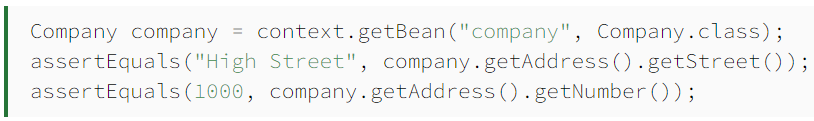 Company company = context.getBean("company", Company.class);
assertEquals("High Street", company.getAddress().getStreet());
assertEquals(1000, company.getAddress().getNumber());